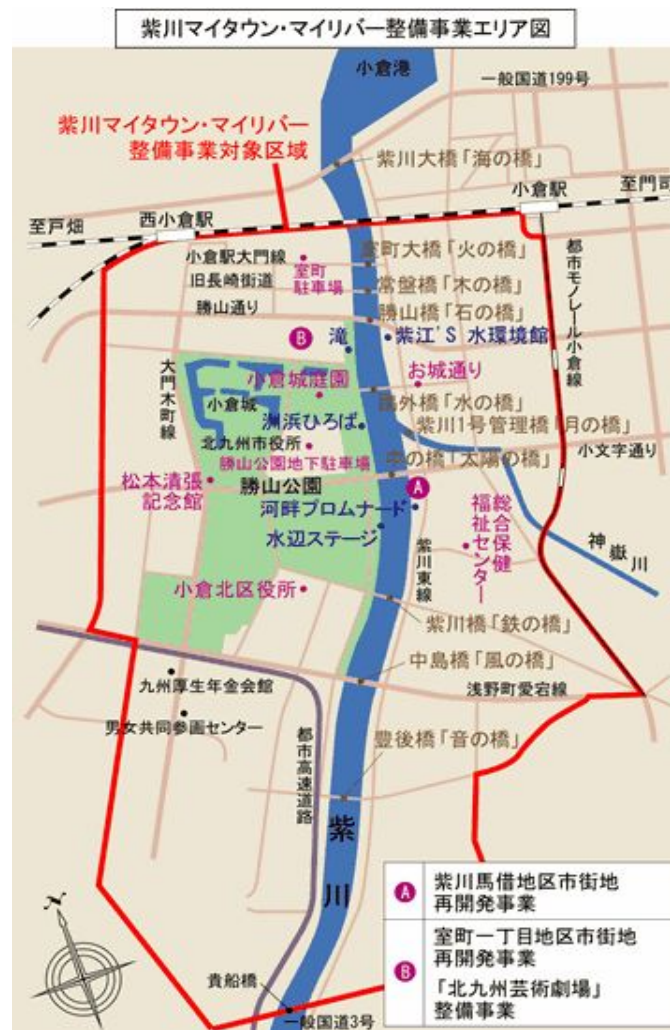 紫川マイタウン・マイリバー整備事業エリア図
小倉港
一般国道199号
紫川マイタウン・マイリバー
整備事業対象区域
紫川大橋「海の橋」
小倉駅
至門司
至戸畑
西小倉駅
小倉駅大門線
室町
駐車場
室町大橋「火の橋」
旧長崎街道
常盤橋「木の橋」
勝山通り
勝山橋「石の橋」
都市モノレール小倉線
B
滝
紫江'S 水環境館
大門木町線
小倉城庭園
お城通り
小倉城
鴎外橋「水の橋」
洲浜ひろば
紫川1号管理橋「月の橋」
北九州市役所
小文字通り
勝山公園地下駐車場
中の橋「太陽の橋」
松本清張
記念館
勝山公園
A
河畔プロムナード
総合保健
福祉センター
水辺ステージ
紫川東線
神嶽川
小倉北区役所
紫川橋「鉄の橋」
中島橋「風の橋」
九州厚生年金会館
浅野町愛宕線
男女共同参画センター
都市高速道路
豊後橋「音の橋」
紫川
A
紫川馬借地区市街地
再開発事業
B
室町一丁目地区市街地
再開発事業
「北九州芸術劇場」
整備事業
N
貴船橋
一般国道3号